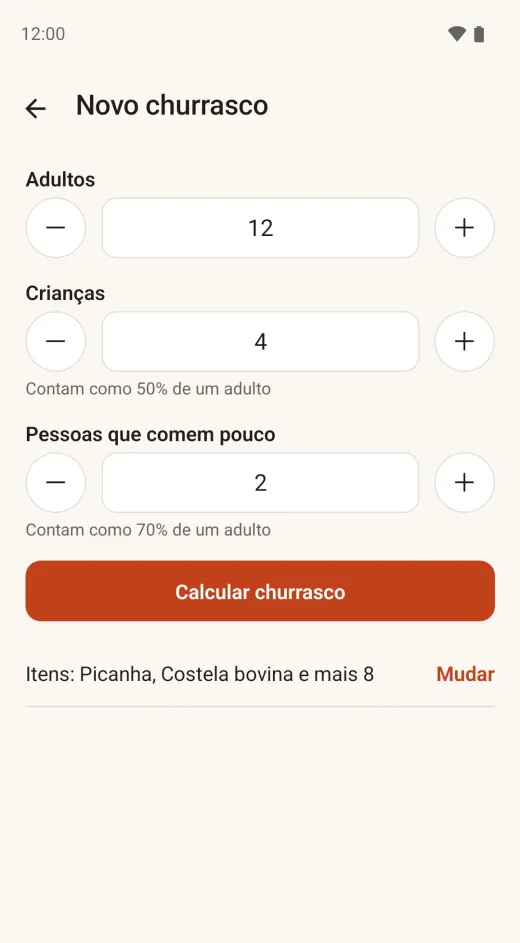 12:00
Novo churrasco
Adultos
12
Crianças
4
Contam como 50% de um adulto
Pessoas que comem pouco
2
Contam como 70% de um adulto
Calcular churrasco
Itens: Picanha, Costela bovina e mais 8 Mudar